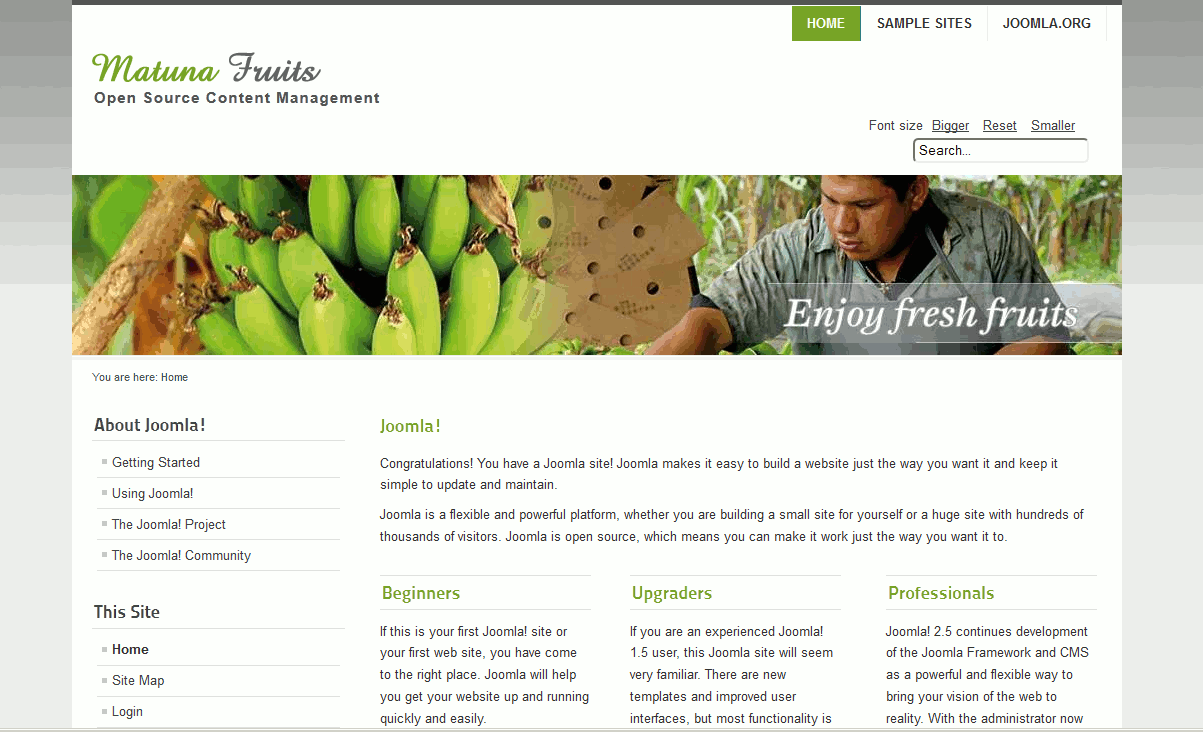 HOME SAMPLE SITES JOOMLA.ORG
Matuna Fruits
Open Source Content Management
Font size Bigger Reset Smaller
Search...
Enjoy fresh fruits
You are here: Home
About Joomla!
Getting Started
Using Joomla!
The Joomla! Project
The Joomla! Community
This Site
Home
Site Map
Login
Joomla!
Congratulations! You have a Joomla site! Joomla makes it easy to build a website just the way you want it and keep it
simple to update and maintain.
Joomla is a flexible and powerful platform, whether you are building a small site for yourself or a huge site with hundreds of
thousands of visitors. Joomla is open source, which means you can make it work just the way you want it to.
Beginners
If this is your first Joomla! site or
your first web site, you have come
to the right place. Joomla will help
you get your website up and running
quickly and easily.
Upgraders
If you are an experienced Joomla!
1.5 user, this Joomla site will seem
very familiar. There are new
templates and improved user
interfaces, but most functionality is
Professionals
Joomla! 2.5 continues development
of the Joomla Framework and CMS
as a powerful and flexible way to
bring your vision of the web to
reality. With the administrator now